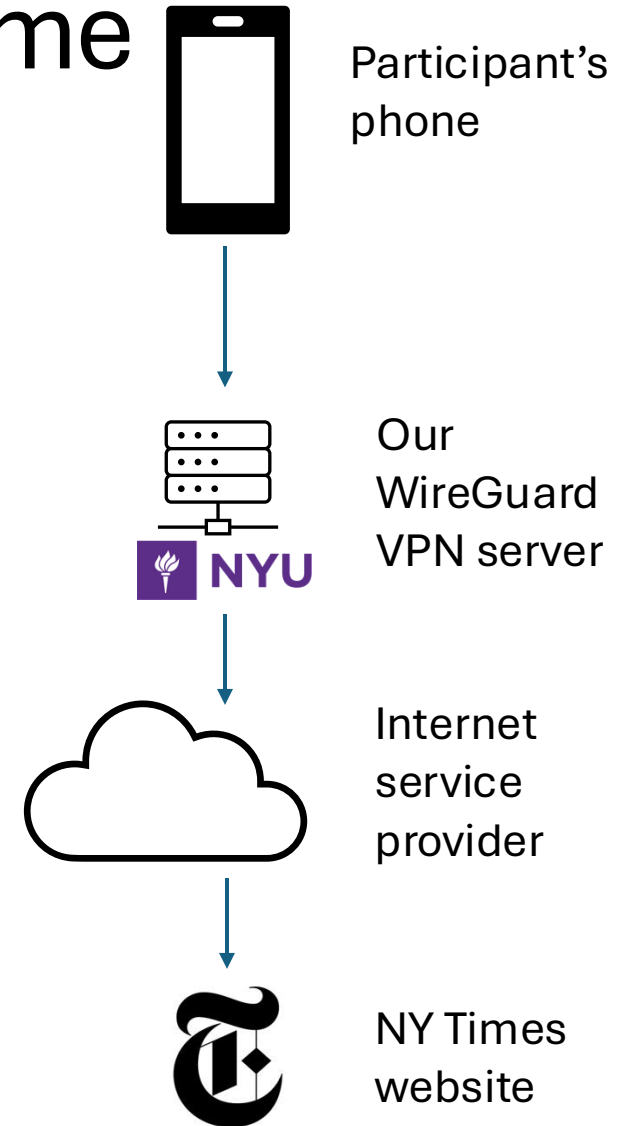 me
Participant’s
phone
Our
WireGuard
VPN server
NYU
Internet
service
provider
T
NY Times
website